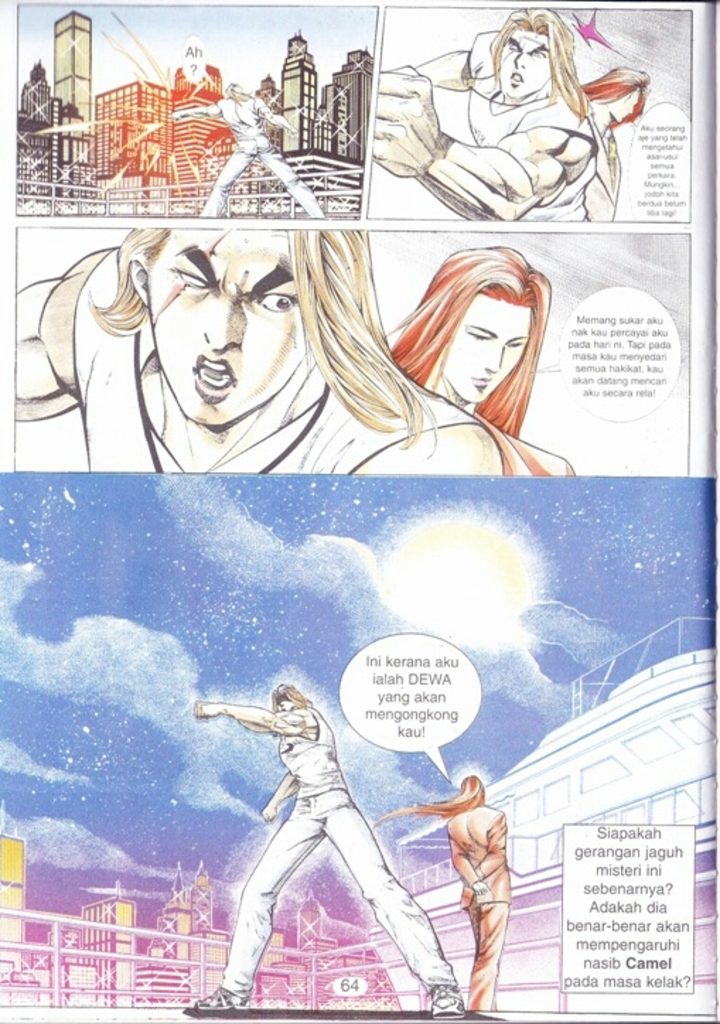 Ah
?
Aku seorang
aje yang telah
mengetahui
asal-usul
semua
perkara.
Mungkin...
jodoh kita
berdua belum
tiba lagi!
Memang sukar aku
nak kau percayai aku
pada hari ni. Tapi pada
masa kau menyedari
semua hakikat, kau
akan datang mencari
aku secara rela!
Ini kerana aku
ialah DEWA
yang akan
mengongkong
kau!
Siapakah
gerangan jaguh
misteri ini
sebenarnya?
Adakah dia
benar-benar akan
mempengaruhi
nasib Camel
pada masa kelak?
64